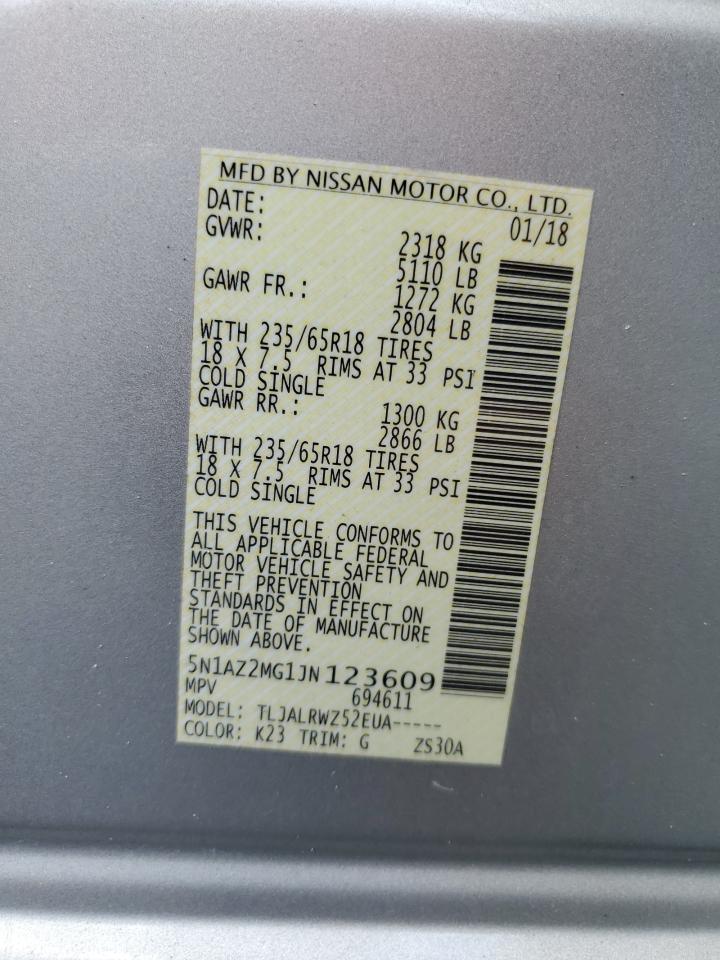 MFD BY NISSAN MOTOR CO., LTD.
DATE: 01/18
GVWR: 2318 KG
5110 LB
GAWR FR.: 1272 KG
2804 LB
WITH 235/65R18 TIRES
18 X 7.5 RIMS AT 33 PSI
COLD SINGLE
GAWR RR.: 1300 KG
2866 LB
WITH 235/65R18 TIRES
18 X 7.5 RIMS AT 33 PSI
COLD SINGLE
THIS VEHICLE CONFORMS TO
ALL APPLICABLE FEDERAL
MOTOR VEHICLE SAFETY AND
THEFT PREVENTION
STANDARDS IN EFFECT ON
THE DATE OF MANUFACTURE
SHOWN ABOVE.
5N1AZ2MG1JN123609
MPV 694611
MODEL: TLJALRWZ52EUA-----
COLOR: K23 TRIM: G ZS30A